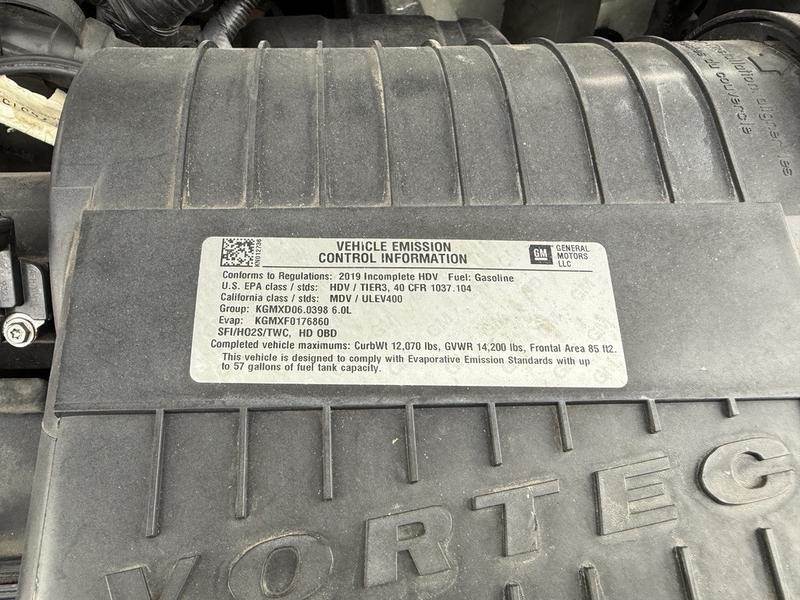 KN012736
VEHICLE EMISSION
CONTROL INFORMATION
GM
GENERAL
MOTORS
LLC
Conforms to Regulations: 2019 Incomplete HDV Fuel: Gasoline
U.S. EPA class / stds: HDV / TIER3, 40 CFR 1037.104
California class / stds: MDV / ULEV400
Group: KGMXD06.0398 6.0L
Evap: KGMXF0176860
SFI/HO2S/TWC, HD OBD
Completed vehicle maximums: CurbWt 12,070 lbs, GVWR 14,200 lbs, Frontal Area 85 ft2.
This vehicle is designed to comply with Evaporative Emission Standards with up
to 57 gallons of fuel tank capacity.
VORTEC
du couvercle